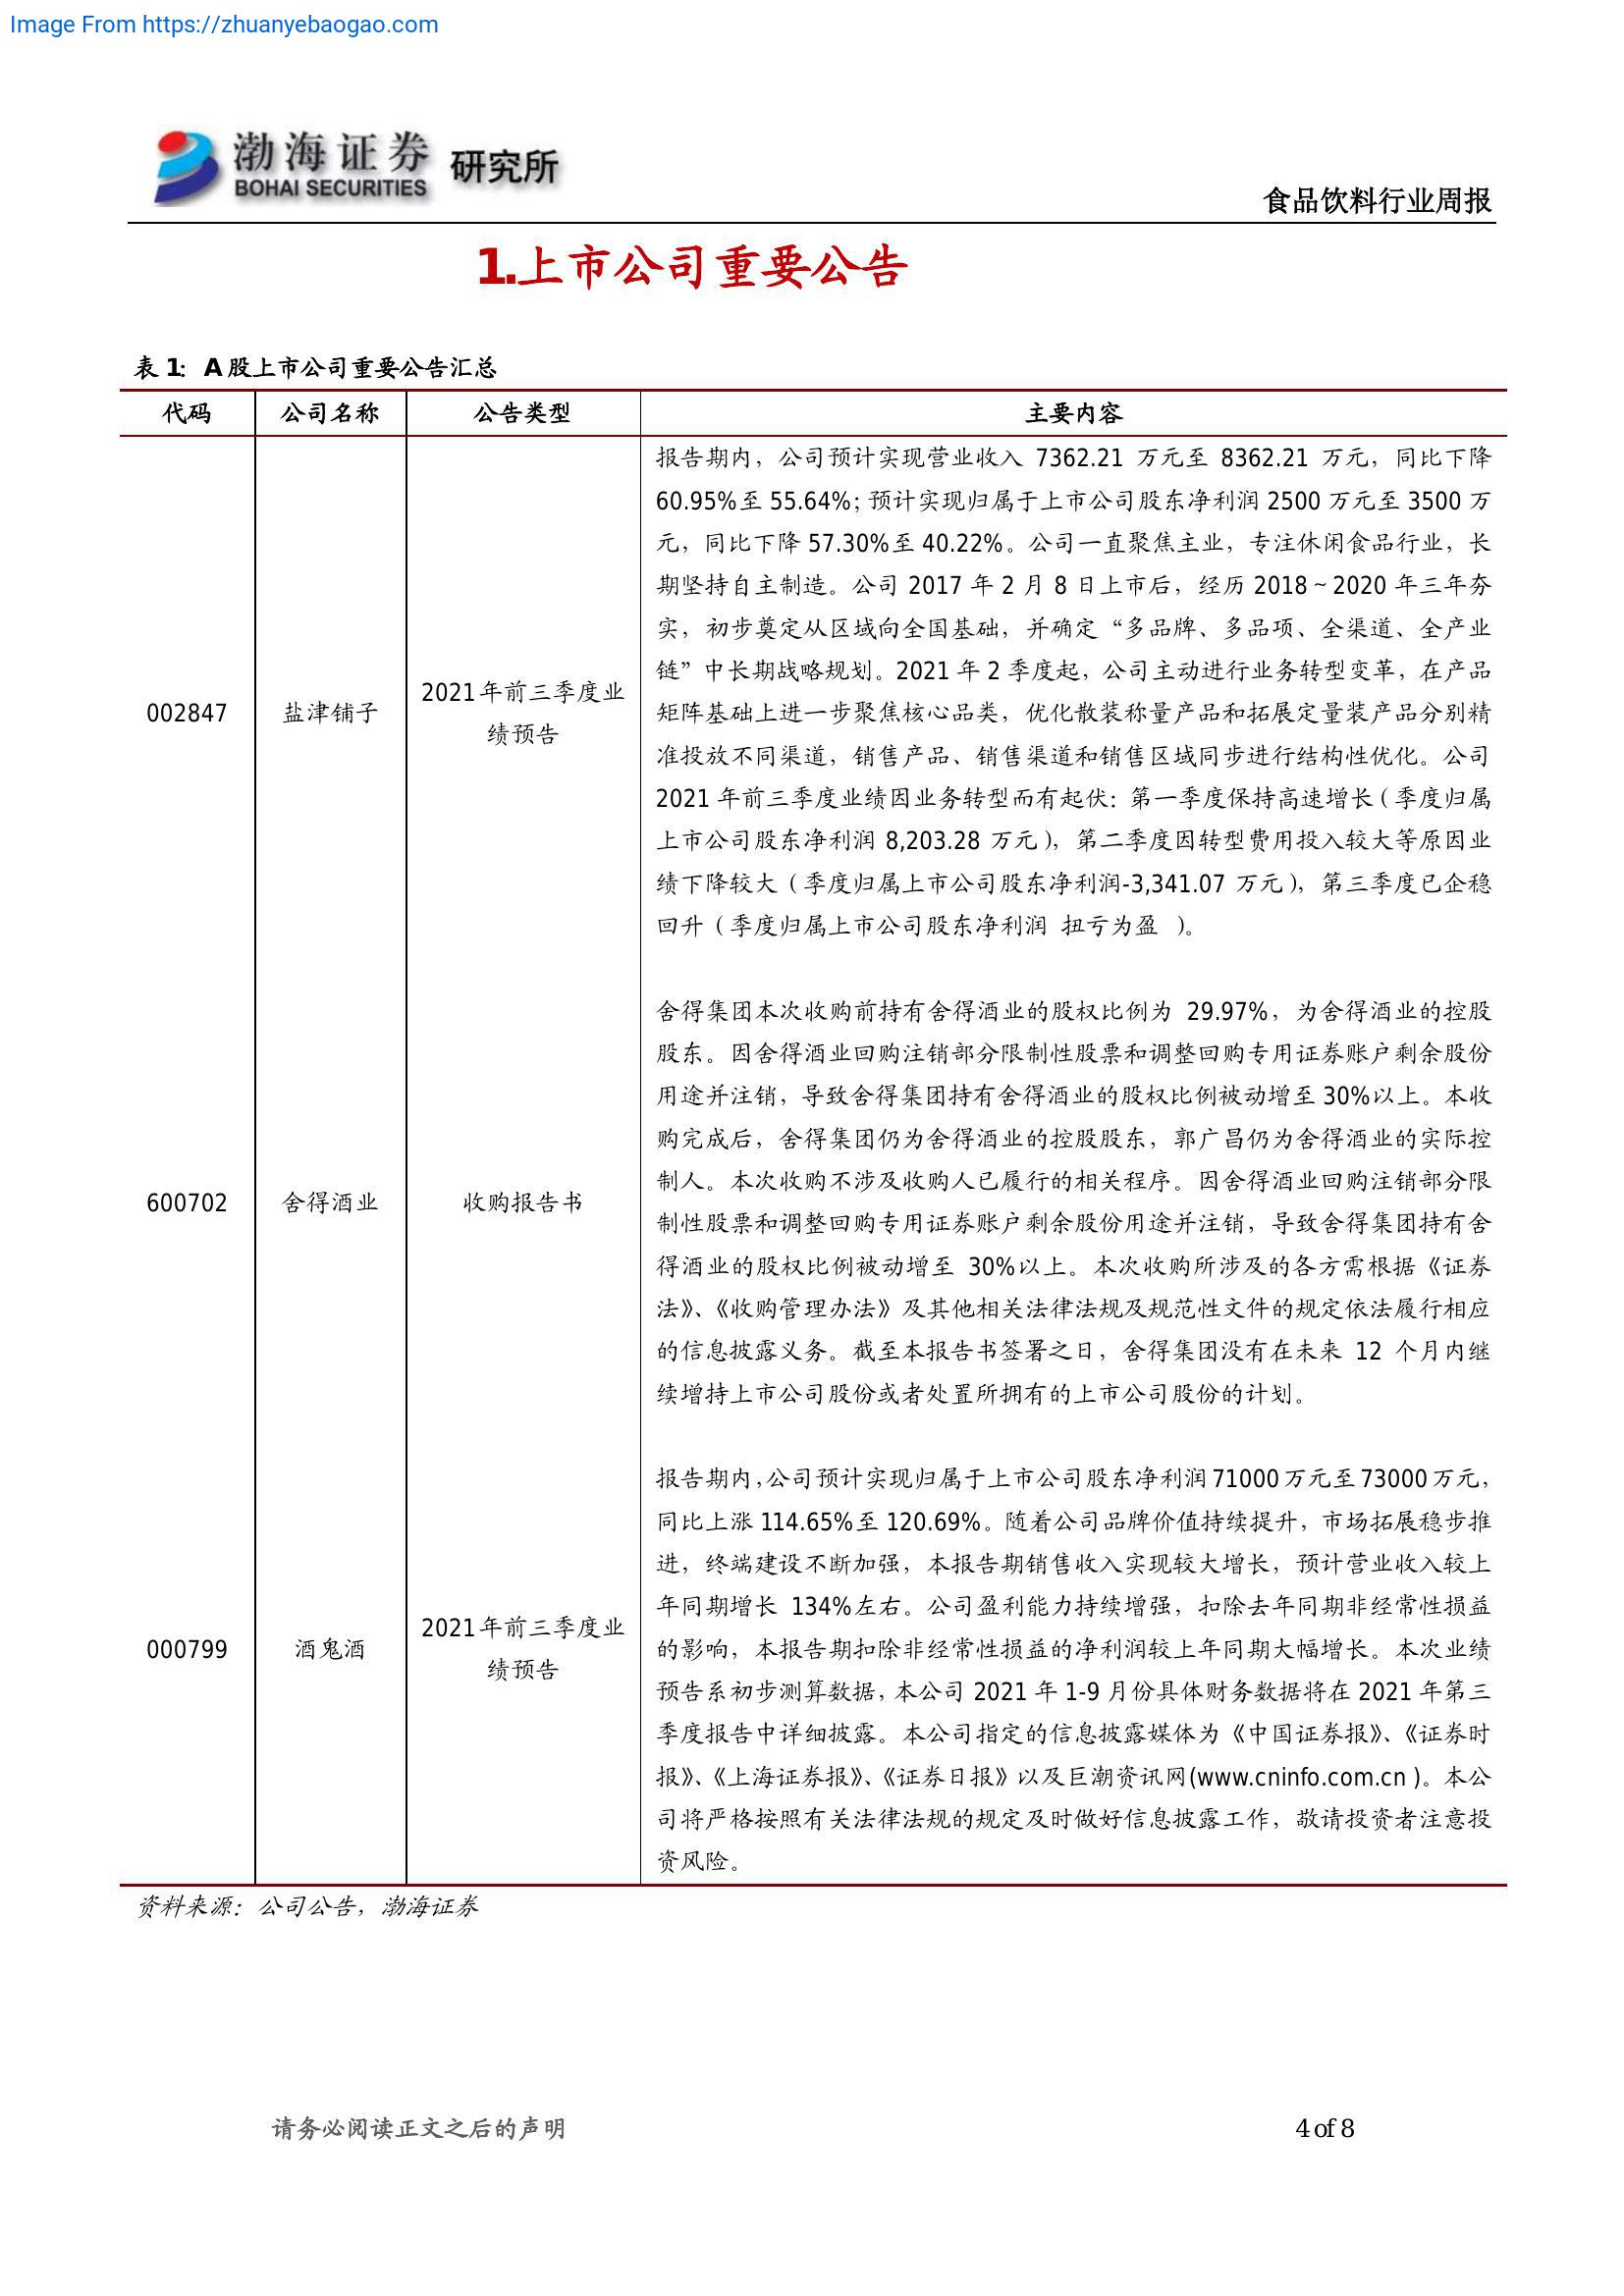 Image From https://zhuanyebaogao.com
渤海证券 研究所
BOHAI SECURITIES
食品饮料行业周报
1.上市公司重要公告
表 1：A 股上市公司重要公告汇总
代码 公司名称 公告类型 主要内容
报告期内，公司预计实现营业收入 7362.21 万元至 8362.21 万元，同比下降
60.95%至 55.64%；预计实现归属于上市公司股东净利润 2500 万元至 3500 万
元，同比下降 57.30%至 40.22%。公司一直聚焦主业，专注休闲食品行业，长
期坚持自主制造。公司 2017 年 2 月 8 日上市后，经历 2018～2020 年三年夯
实，初步奠定从区域向全国基础，并确定“多品牌、多品项、全渠道、全产业
链”中长期战略规划。2021 年 2 季度起，公司主动进行业务转型变革，在产品
002847 盐津铺子 2021年前三季度业绩预告 矩阵基础上进一步聚焦核心品类，优化散装称量产品和拓展定量装产品分别精
准投放不同渠道，销售产品、销售渠道和销售区域同步进行结构性优化。公司
2021 年前三季度业绩因业务转型而有起伏：第一季度保持高速增长（季度归属
上市公司股东净利润 8,203.28 万元），第二季度因转型费用投入较大等原因业
绩下降较大（季度归属上市公司股东净利润-3,341.07 万元），第三季度已企稳
回升（季度归属上市公司股东净利润 扭亏为盈 ）。
舍得集团本次收购前持有舍得酒业的股权比例为 29.97%，为舍得酒业的控股
股东。因舍得酒业回购注销部分限制性股票和调整回购专用证券账户剩余股份
用途并注销，导致舍得集团持有舍得酒业的股权比例被动增至 30%以上。本收
购完成后，舍得集团仍为舍得酒业的控股股东，郭广昌仍为舍得酒业的实际控
制人。本次收购不涉及收购人已履行的相关程序。因舍得酒业回购注销部分限
600702 舍得酒业 收购报告书 制性股票和调整回购专用证券账户剩余股份用途并注销，导致舍得集团持有舍
得酒业的股权比例被动增至 30%以上。本次收购所涉及的各方需根据《证券
法》、《收购管理办法》及其他相关法律法规及规范性文件的规定依法履行相应
的信息披露义务。截至本报告书签署之日，舍得集团没有在未来 12 个月内继
续增持上市公司股份或者处置所拥有的上市公司股份的计划。
报告期内，公司预计实现归属于上市公司股东净利润 71000 万元至 73000 万元，
同比上涨 114.65%至 120.69%。随着公司品牌价值持续提升，市场拓展稳步推
进，终端建设不断加强，本报告期销售收入实现较大增长，预计营业收入较上
年同期增长 134%左右。公司盈利能力持续增强，扣除去年同期非经常性损益
000799 酒鬼酒 2021年前三季度业绩预告 的影响，本报告期扣除非经常性损益的净利润较上年同期大幅增长。本次业绩
预告系初步测算数据，本公司 2021 年 1-9 月份具体财务数据将在 2021 年第三
季度报告中详细披露。本公司指定的信息披露媒体为《中国证券报》、《证券时
报》、《上海证券报》、《证券日报》以及巨潮资讯网(www.cninfo.com.cn )。本公
司将严格按照有关法律法规的规定及时做好信息披露工作，敬请投资者注意投
资风险。
资料来源：公司公告，渤海证券
请务必阅读正文之后的声明
4 of 8